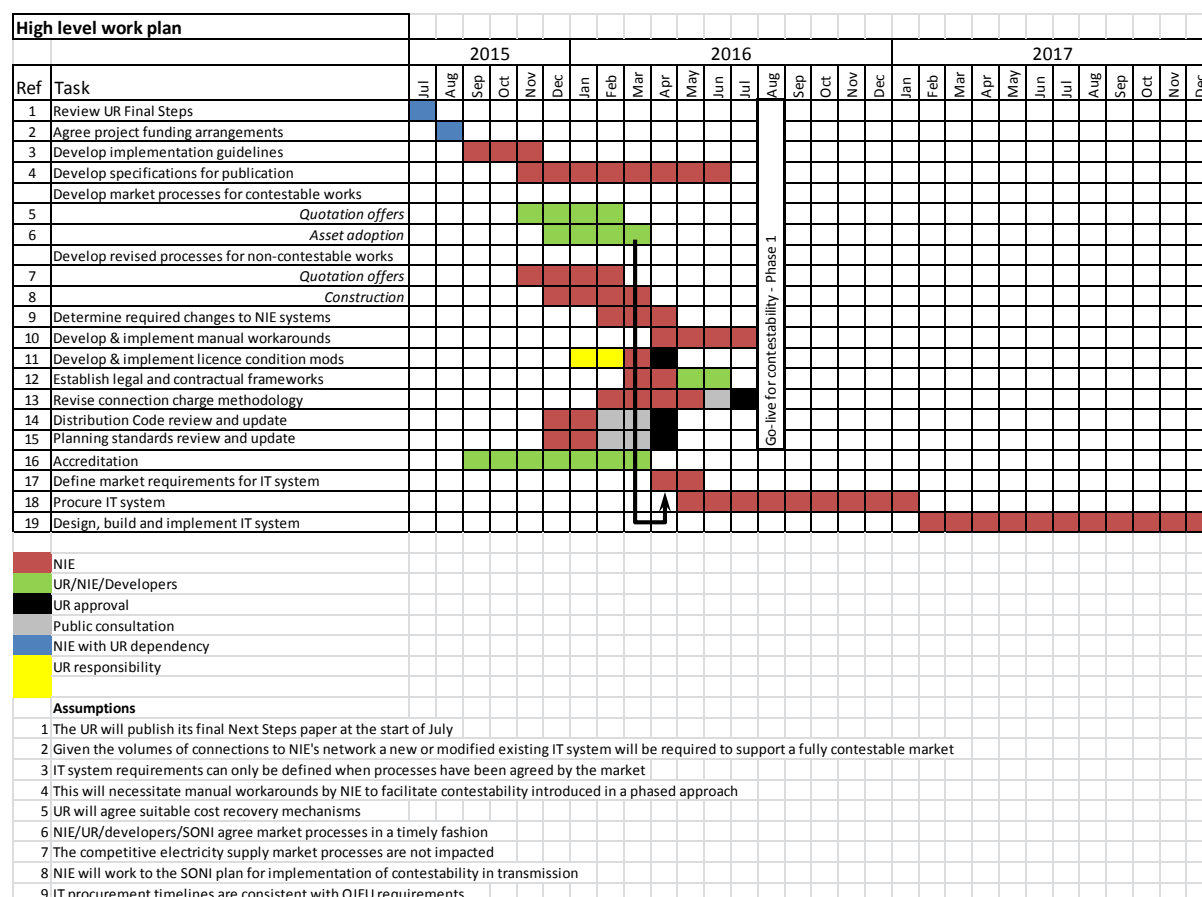 High level work plan
2015 2016 2017
Ref Task Jul Aug Sep Oct Nov Dec Jan Feb Mar Apr May Jun Jul Aug Sep Oct Nov Dec Jan Feb Mar Apr May Jun Jul Aug Sep Oct Nov Dec
1 Review UR Final Steps
2 Agree project funding arrangements
3 Develop implementation guidelines
4 Develop specifications for publication
Develop market processes for contestable works
5 Quotation offers
6 Asset adoption
Develop revised processes for non-contestable works
7 Quotation offers
8 Construction
9 Determine required changes to NIE systems
10 Develop & implement manual workarounds
11 Develop & implement licence condition mods
12 Establish legal and contractual frameworks
13 Revise connection charge methodology
14 Distribution Code review and update
15 Planning standards review and update
16 Accreditation
17 Define market requirements for IT system
18 Procure IT system
19 Design, build and implement IT system
Go-live for contestability - Phase 1
NIE
UR/NIE/Developers
UR approval
Public consultation
NIE with UR dependency
UR responsibility
Assumptions
1 The UR will publish its final Next Steps paper at the start of July
2 Given the volumes of connections to NIE's network a new or modified existing IT system will be required to support a fully contestable market
3 IT system requirements can only be defined when processes have been agreed by the market
4 This will necessitate manual workarounds by NIE to facilitate contestability introduced in a phased approach
5 UR will agree suitable cost recovery mechanisms
6 NIE/UR/developers/SONI agree market processes in a timely fashion
7 The competitive electricity supply market processes are not impacted
8 NIE will work to the SONI plan for implementation of contestability in transmission
9 IT procurement timelines are consistent with OJEU requirements